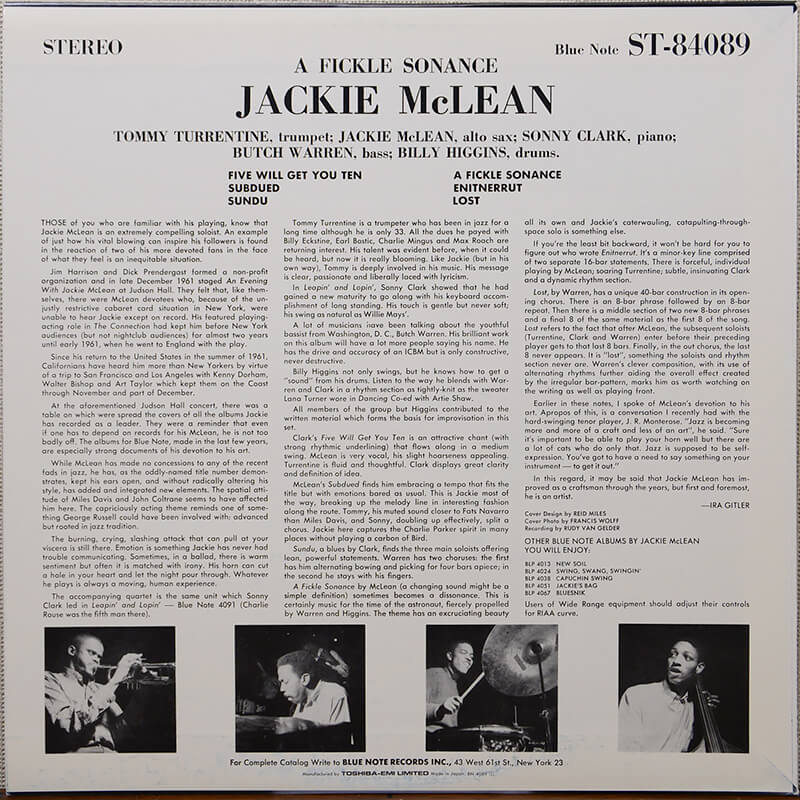 STEREO
Blue Note ST-84089
A FICKLE SONANCE
JACKIE McLEAN
TOMMY TURRENTINE, trumpet; JACKIE McLEAN, alto sax; SONNY CLARK, piano;
BUTCH WARREN, bass; BILLY HIGGINS, drums.
FIVE WILL GET YOU TEN
SUBDUED
SUNDU
A FICKLE SONANCE
ENITNERRUT
LOST
THOSE of you who are familiar with his playing, know that
Jackie McLean is an extremely compelling soloist. An example
of just how his vital blowing can inspire his followers is found
in the reaction of two of his more devoted fans in the face
of what they feel is an inequitable situation.
Jim Harrison and Dick Prendergast formed a non-profit
organization and in late December 1961 staged An Evening
With Jackie McLean at Judson Hall. They felt that, like them-
selves, there were McLean devotees who, because of the un-
justly restrictive cabaret card situation in New York, were
unable to hear Jackie except on record. His featured playing-
acting role in The Connection had kept him before New York
audiences (but not nightclub audiences) for almost two years
until early 1961, when he went to England with the play.
Since his return to the United States in the summer of 1961,
Californians have heard him more than New Yorkers by virtue
of a trip to San Francisco and Los Angeles with Kenny Dorham,
Walter Bishop and Art Taylor which kept them on the Coast
through November and part of December.
At the aforementioned Judson Hall concert, there was a
table on which were spread the covers of all the albums Jackie
has recorded as a leader. They were a reminder that even
if one has to depend on records for his McLean, he is not too
badly off. The albums for Blue Note, made in the last few years,
are especially strong documents of his devotion to his art.
While McLean has made no concessions to any of the recent
fads in jazz, he has, as the oddly-named title number demon-
strates, kept his ears open, and without radically altering his
style, has added and integrated new elements. The spatial atti-
tude of Miles Davis and John Coltrane seems to have affected
him here. The capriciously acting theme reminds one of some-
thing George Russell could have been involved with: advanced
but rooted in jazz tradition.
The burning, crying, slashing attack that can pull at your
viscera is still there. Emotion is something Jackie has never had
trouble communicating. Sometimes, in a ballad, there is warm
sentiment but often it is matched with irony. His horn can cut
a hole in your heart and let the night pour through. Whatever
he plays is always a moving, human experience.
The accompanying quartet is the same unit which Sonny
Clark led in Leapin' and Lopin' — Blue Note 4091 (Charlie
Rouse was the fifth man there).
Tommy Turrentine is a trumpeter who has been in jazz for a
long time although he is only 33. All the dues he payed with
Billy Eckstine, Earl Bostic, Charlie Mingus and Max Roach are
returning interest. His talent was evident before, when it could
be heard, but now it is really blooming. Like Jackie (but in his
own way), Tommy is deeply involved in his music. His message
is clear, passionate and liberally laced with lyricism.
In Leapin' and Lopin', Sonny Clark showed that he had
gained a new maturity to go along with his keyboard accom-
plishment of long standing. His touch is gentle but never soft;
his swing as natural as Willie Mays'.
A lot of musicians have been talking about the youthful
bassist from Washington, D. C., Butch Warren. His brilliant work
on this album will have a lot more people saying his name. He
has the drive and accuracy of an ICBM but is only constructive,
never destructive.
Billy Higgins not only swings, but he knows how to get a
"sound" from his drums. Listen to the way he blends with War-
ren and Clark in a rhythm section as tightly-knit as the sweater
Lana Turner wore in Dancing Co-ed with Artie Shaw.
All members of the group but Higgins contributed to the
written material which forms the basis for improvisation in this
set.
Clark's Five Will Get You Ten is an attractive chant (with
strong rhythmic underlining) that flows along in a medium
swing. McLean is very vocal, his slight hoarseness appealing.
Turrentine is fluid and thoughtful. Clark displays great clarity
and definition of idea.
McLean's Subdued finds him embracing a tempo that fits the
title but with emotions bared as usual. This is Jackie most of
the way, breaking up the melody line in interesting fashion
along the route. Tommy, his muted sound closer to Fats Navarro
than Miles Davis, and Sonny, doubling up effectively, split a
chorus. Jackie here captures the Charlie Parker spirit in many
places without playing a carbon of Bird.
Sundu, a blues by Clark, finds the three main soloists offering
lean, powerful statements. Warren has two choruses: the first
has him alternating bowing and picking for four bars apiece; in
the second he stays with his fingers.
A Fickle Sonance by McLean (a changing sound might be a
simple definition) sometimes becomes a dissonance. This is
certainly music for the time of the astronaut, fiercely propelled
by Warren and Higgins. The theme has an excruciating beauty
all its own and Jackie's caterwauling, catapulting-through-
space solo is something else.
If you're the least bit backward, it won't be hard for you to
figure out who wrote Enitnerrut. It's a minor-key line comprised
of two separate 16-bar statements. There is forceful, individual
playing by McLean; soaring Turrentine; subtle, insinuating Clark
and a dynamic rhythm section.
Lost, by Warren, has a unique 40-bar construction in its open-
ing chorus. There is an 8-bar phrase followed by an 8-bar
repeat. Then there is a middle section of two new 8-bar phrases
and a final 8 of the same material as the first 8 of the song.
Lost refers to the fact that after McLean, the subsequent soloists
(Turrentine, Clark and Warren) enter before their preceding
player gets to that last 8 bars. Finally, in the out chorus, the last
8 never appears. It is "lost", something the soloists and rhythm
section never are. Warren's clever composition, with its use of
alternating rhythms further aiding the overall effect created
by the irregular bar-pattern, marks him as worth watching on
the writing as well as playing front.
Earlier in these notes, I spoke of McLean's devotion to his
art. Apropos of this, is a conversation I recently had with the
hard-swinging tenor player, J. R. Monterose. "Jazz is becoming
more and more of a craft and less of an art", he said. "Sure
it's important to be able to play your horn well but there are
a lot of cats who do only that. Jazz is supposed to be self-
expression. You've got to have a need to say something on your
instrument — to get it out."
In this regard, it may be said that Jackie McLean has im-
proved as a craftsman through the years, but first and foremost,
he is an artist.
—IRA GITLER
Cover Design by REID MILES
Cover Photo by FRANCIS WOLFF
Recording by RUDY VAN GELDER
OTHER BLUE NOTE ALBUMS BY JACKIE McLEAN
YOU WILL ENJOY:
BLP 4013 NEW SOIL
BLP 4024 SWING, SWANG, SWINGIN'
BLP 4038 CAPUCHIN SWING
BLP 4051 JACKIE'S BAG
BLP 4067 BLUESNIK
Users of Wide Range equipment should adjust their controls
for RIAA curve.
For Complete Catalog Write to BLUE NOTE RECORDS INC., 43 West 61st St., New York 23
Manufactured by TOSHIBA-EMI LIMITED Made in Japan. BN 4089